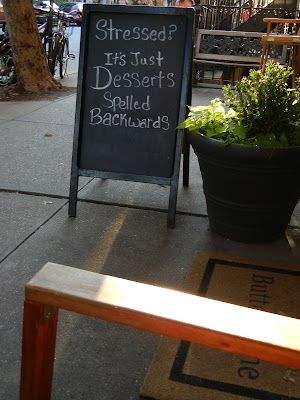 Stressed?
It's Just
Desserts
Spelled
Backwards